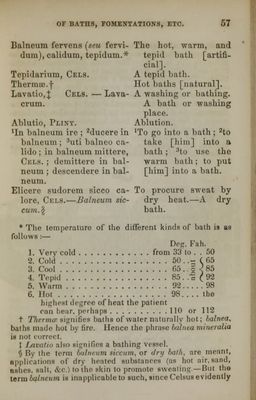 OF BATHS, FOMENTATIONS, ETC. 57
Balneum fervens (seu fervi-
dum), calidum, tepidum.*
The hot, warm, and
tepid bath [artifi-
cial].
Tepidarium, CELS.
A tepid bath.
Thermæ.†
Hot baths [natural].
Lavatio,‡ CELS. — Lava-
crum.
A washing or bathing.
A bath or washing
place.
Ablutio, PLINY.
Ablution.
¹In balneum ire; ²ducere in
balneum; ³uti balneo ca-
lido; in balneum mittere,
CELS.; demittere in bal-
neum; descendere in bal-
neum.
¹To go into a bath; ²to
take [him] into a
bath; ³to use the
warm bath; to put
[him] into a bath.
Elicere sudorem sicco ca-
lore, CELS.—Balneum sic-
cum.§
To procure sweat by
dry heat.—A dry
bath.
* The temperature of the different kinds of bath is as
follows:—
Deg. Fah.
1. Very cold . . . . . . . . . . . from 33 to . . 50
2. Cold . . . . . . . . . . . . . . . . 50 . . 65
3. Cool . . . . . . . . . . . . . . . . 65 . . 85
4. Tepid . . . . . . . . . . . . . . . 85 . . 92
5. Warm . . . . . . . . . . . . . . . 92 . . . . 98
6. Hot . . . . . . . . . . . . . . . . 98 . . . . the
highest degree of heat the patient
can bear, perhaps . . . . . . . . . . 110 or 112
† Thermæ signifies baths of water naturally hot; balnea,
baths made hot by fire. Hence the phrase balnea mineralia
is not correct.
‡ Lavatio also signifies a bathing vessel.
§ By the term balneum siccum, or dry bath, are meant,
applications of dry heated substances (as hot air, sand,
ashes, salt, &c.) to the skin to promote sweating.—But the
term balneum is inapplicable to such, since Celsus evidently